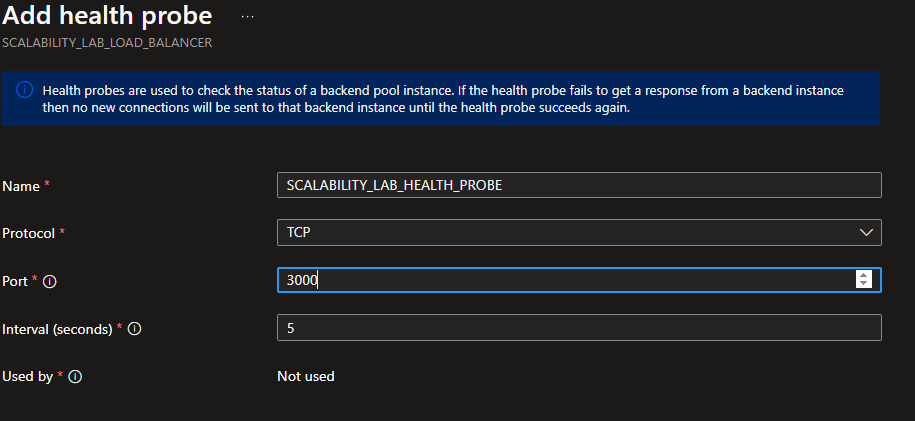 Add health probe ...
SCALABILITY_LAB_LOAD_BALANCER
Health probes are used to check the status of a backend pool instance. If the health probe fails to get a response from a backend instance
then no new connections will be sent to that backend instance until the health probe succeeds again.
Name * SCALABILITY_LAB_HEALTH_PROBE
Protocol * TCP
Port * 3000
Interval (seconds) * 5
Used by * Not used